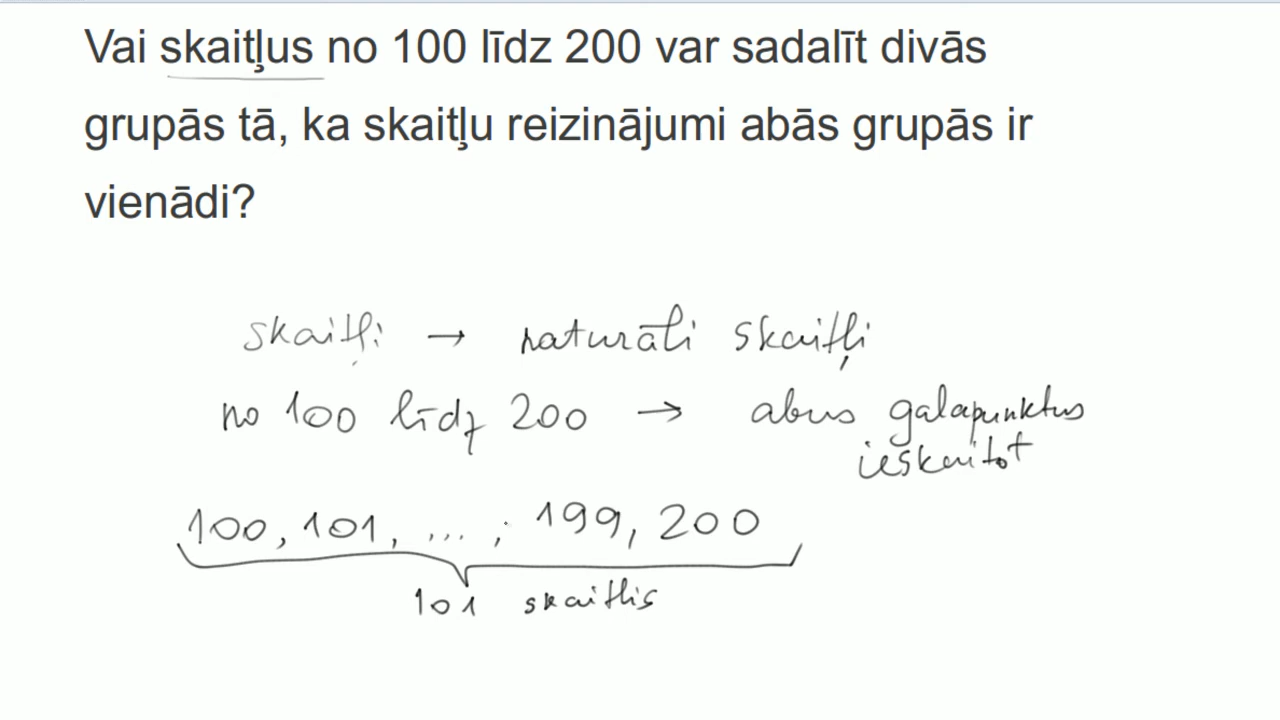 Vai skaitļus no 100 līdz 200 var sadalīt divās
grupās tā, ka skaitļu reizinājumi abās grupās ir
vienādi?
skaitļi → naturāli skaitļi
no 100 līdz 200 → abus galapunktus
ieskaitot
100, 101, ... , 199, 200
101 skaitlis